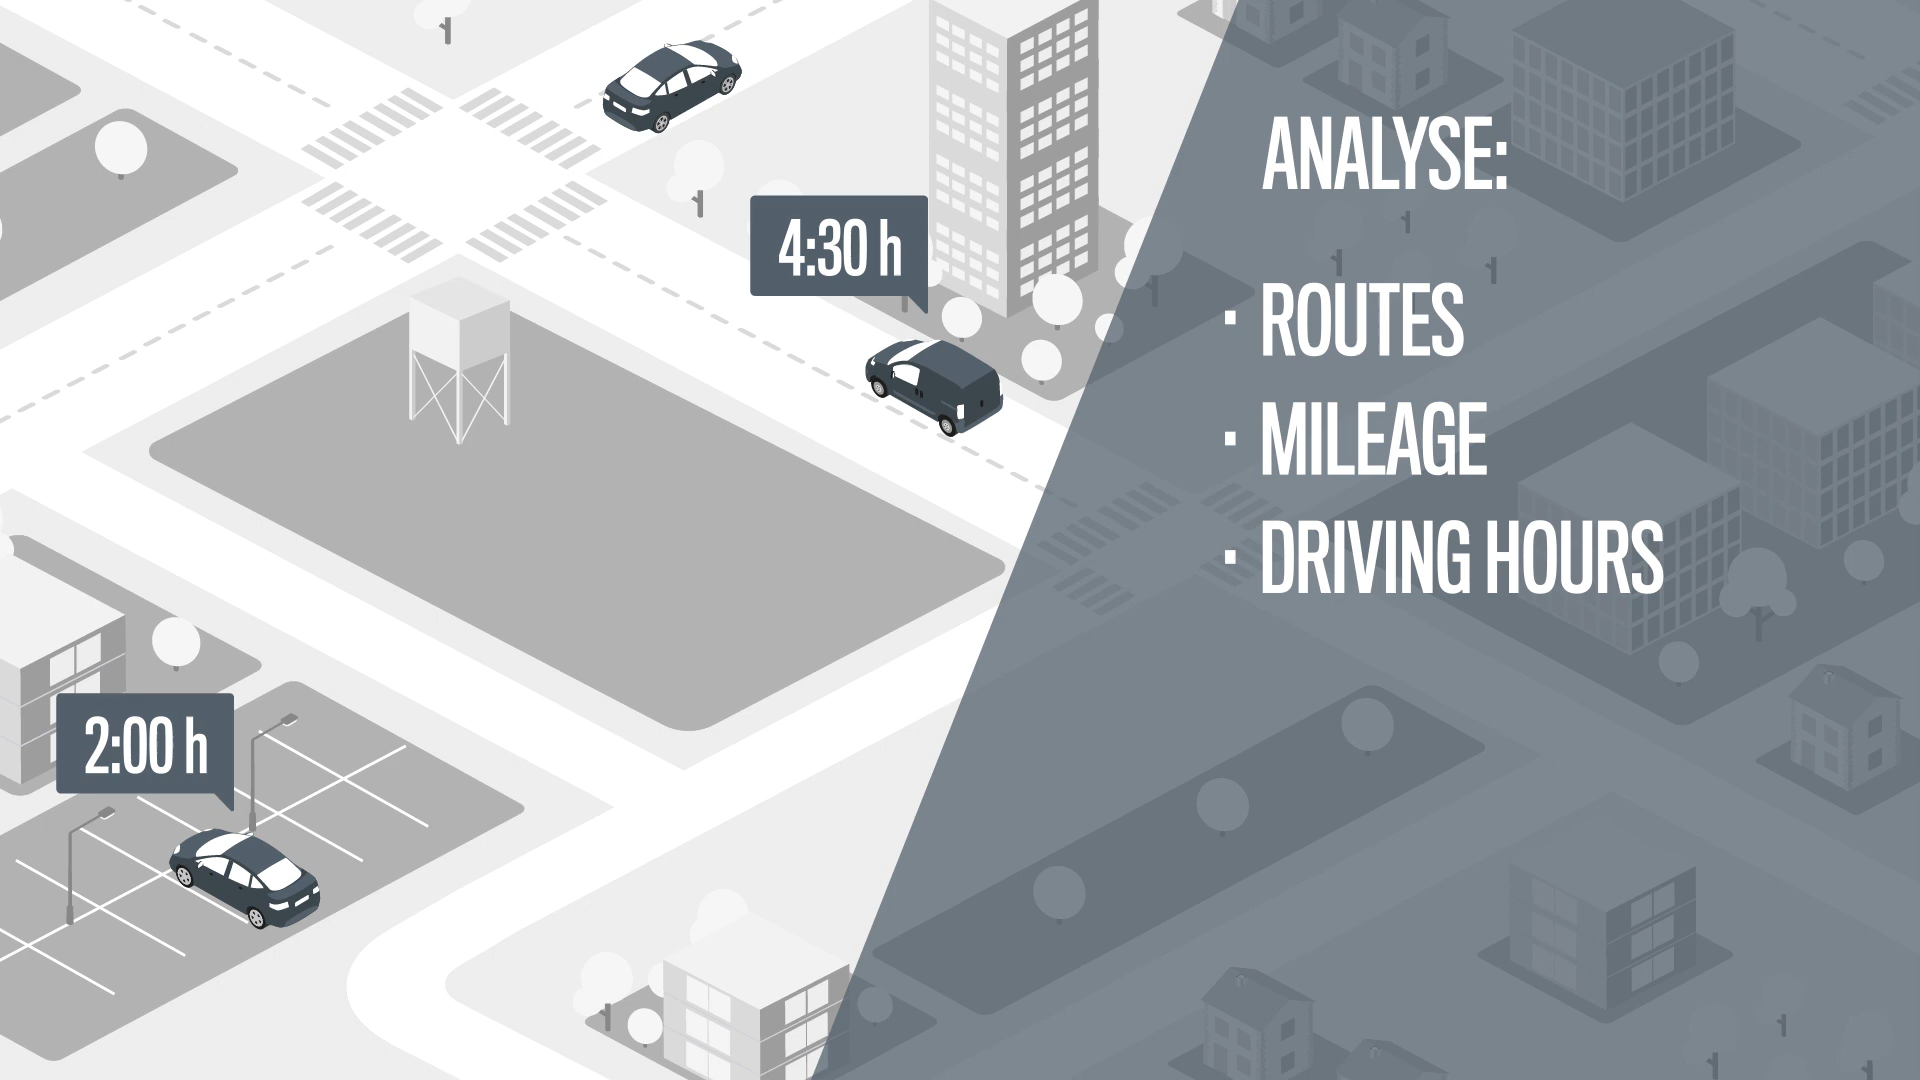 ANALYSE:
· ROUTES
· MILEAGE
· DRIVING HOURS
4:30 h
2:00 h